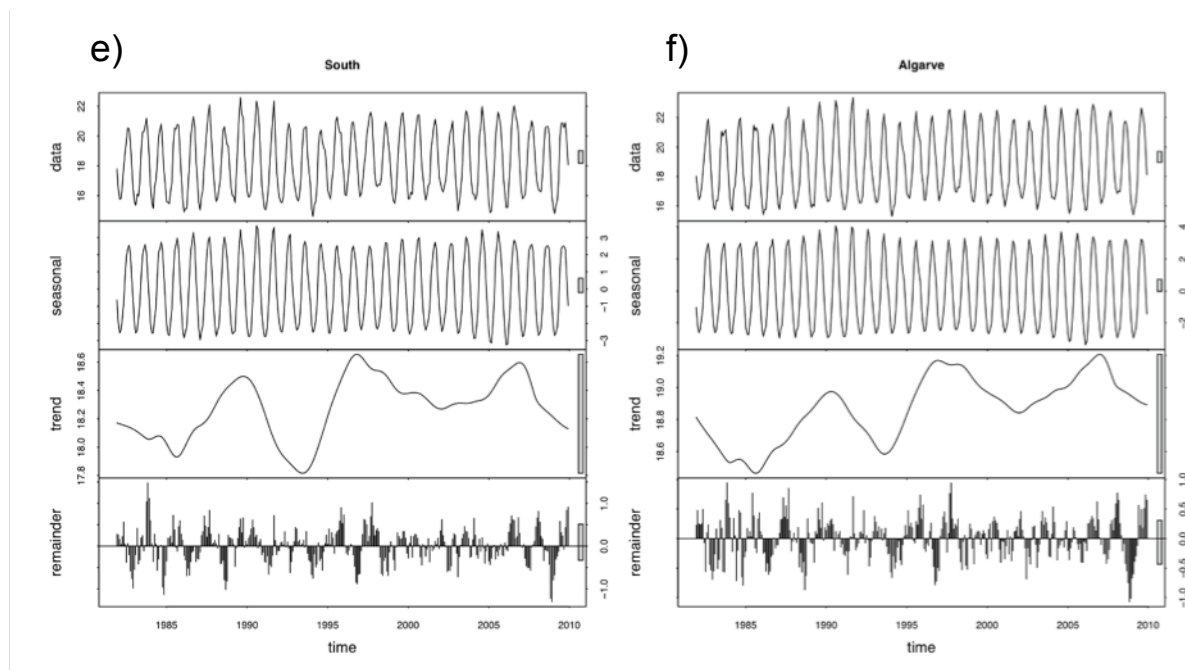 e)
South
data
16 18 20 22
seasonal
−3 −1 0 1 2 3
trend
17.8 18.0 18.2 18.4 18.6
remainder
−1.0 0.0 1.0
1985 1990 1995 2000 2005 2010
time
f)
Algarve
data
16 18 20 22
seasonal
−2 0 2 4
trend
18.6 18.8 19.0 19.2
remainder
−1.0 −0.5 0.0 0.5 1.0
1985 1990 1995 2000 2005 2010
time